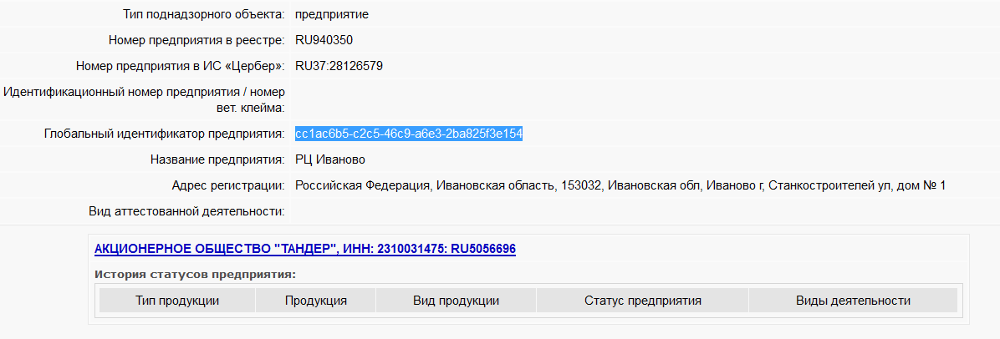 Тип поднадзорного объекта: предприятие
Номер предприятия в реестре: RU940350
Номер предприятия в ИС «Цербер»: RU37:28126579
Идентификационный номер предприятия / номер
вет. клейма:
Глобальный идентификатор предприятия: cc1ac6b5-c2c5-46c9-a6e3-2ba825f3e154
Название предприятия: РЦ Иваново
Адрес регистрации: Российская Федерация, Ивановская область, 153032, Ивановская обл, Иваново г, Станкостроителей ул, дом № 1
Вид аттестованной деятельности:
АКЦИОНЕРНОЕ ОБЩЕСТВО "ТАНДЕР", ИНН: 2310031475: RU5056696
История статусов предприятия:
Тип продукции Продукция Вид продукции Статус предприятия Виды деятельности